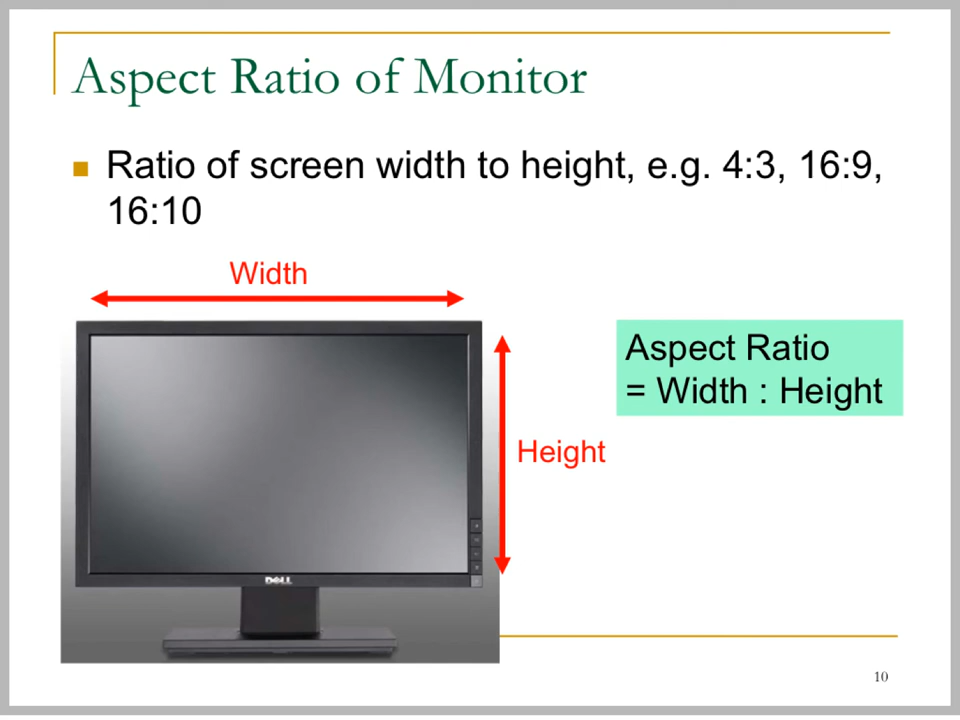 Aspect Ratio of Monitor
Ratio of screen width to height, e.g. 4:3, 16:9,
16:10
Width
Aspect Ratio
= Width : Height
Height
DELL
10